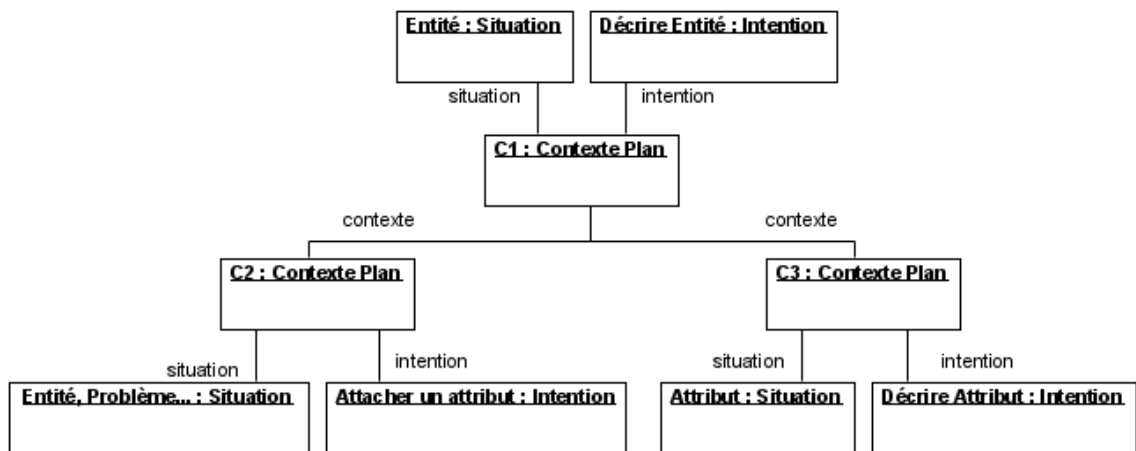 Entité : Situation
Décrire Entité : Intention
situation
intention
C1 : Contexte Plan
contexte
contexte
C2 : Contexte Plan
C3 : Contexte Plan
situation
intention
situation
intention
Entité, Problème... : Situation
Attacher un attribut : Intention
Attribut : Situation
Décrire Attribut : Intention